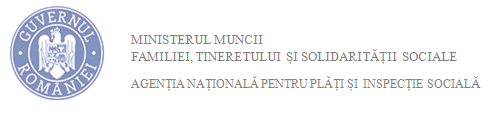 GUVERNUL ROMÂNIEI
MINISTERUL MUNCII
FAMILIEI, TINERETULUI ȘI SOLIDARITĂȚII SOCIALE
AGENȚIA NAȚIONALĂ PENTRU PLĂȚI ȘI INSPECȚIE SOCIALĂ